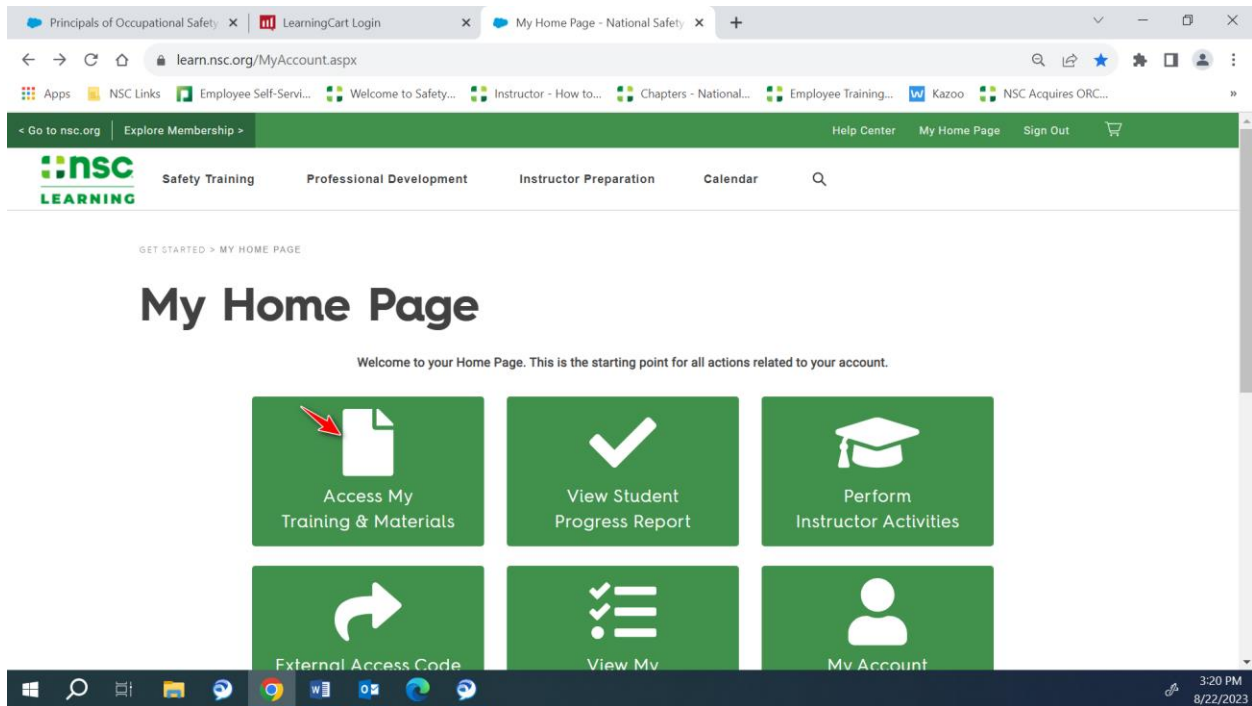 Principals of Occupational Safety
LearningCart Login
My Home Page - National Safety
learn.nsc.org/MyAccount.aspx
Apps
NSC Links
Employee Self-Servi...
Welcome to Safety...
Instructor - How to...
Chapters - National...
Employee Training...
Kazoo
NSC Acquires ORC...
»
< Go to nsc.org
Explore Membership >
Help Center
My Home Page
Sign Out
nsc
LEARNING
Safety Training
Professional Development
Instructor Preparation
Calendar
GET STARTED > MY HOME PAGE
My Home Page
Welcome to your Home Page. This is the starting point for all actions related to your account.
Access My
Training & Materials
View Student
Progress Report
Perform
Instructor Activities
External Access Code
View My
My Account
3:20 PM
8/22/2023